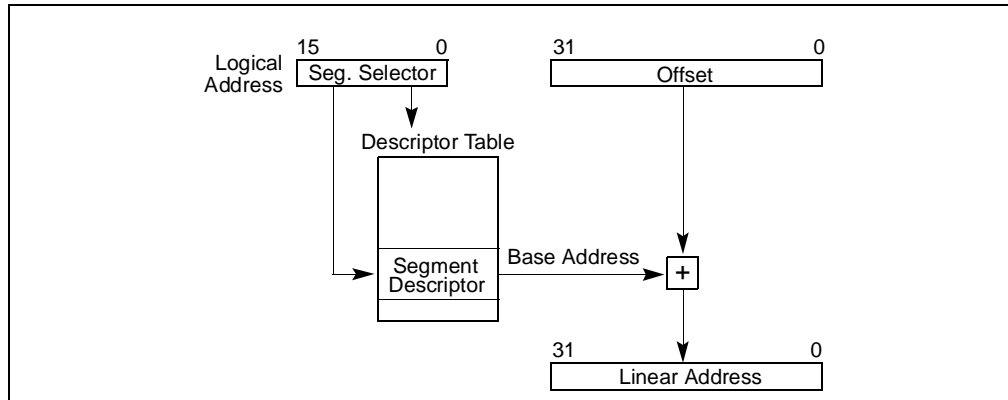 15 0
31 0
Logical
Address
Seg. Selector
Offset
Descriptor Table
Segment
Descriptor
Base Address
+
31 0
Linear Address